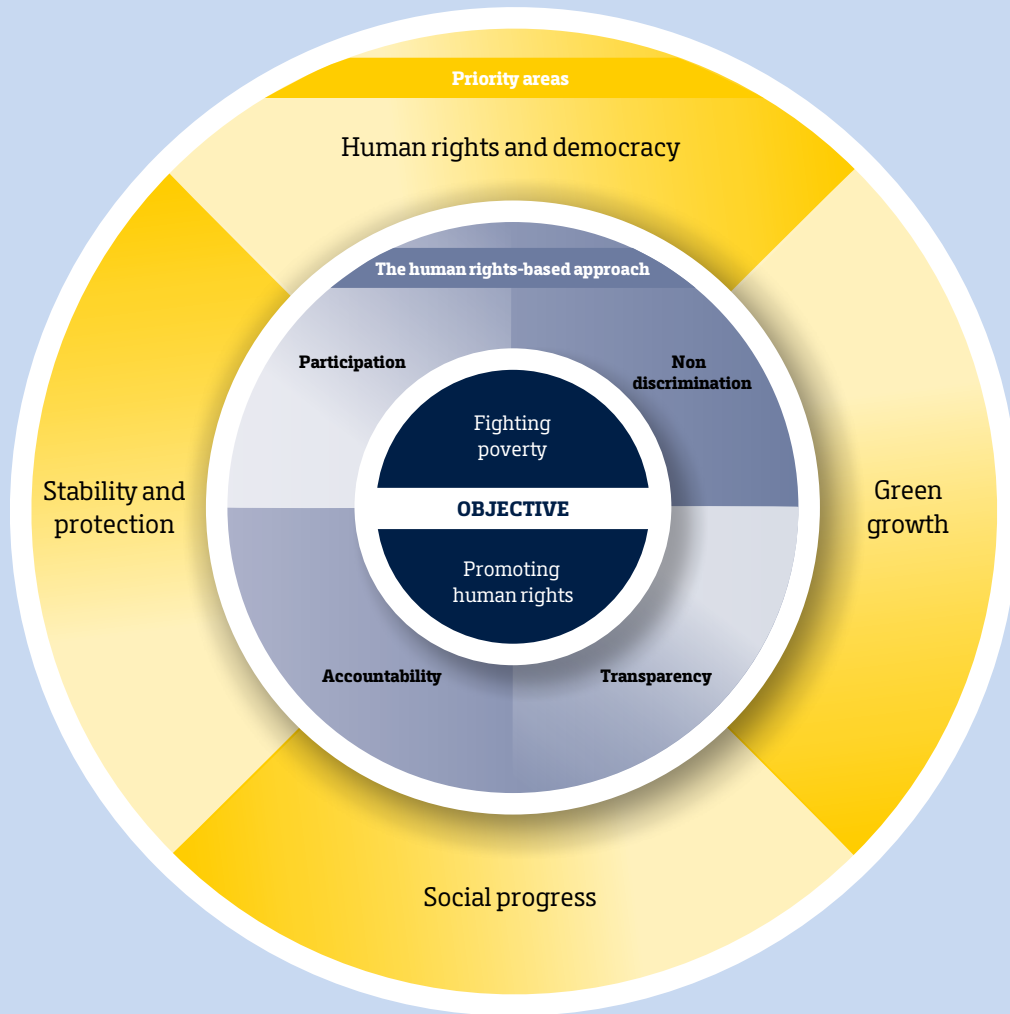 Priority areas
Human rights and democracy
The human rights-based approach
Participation
Non
discrimination
Fighting
poverty
Stability and
protection
OBJECTIVE
Green
growth
Promoting
human rights
Accountability
Transparency
Social progress